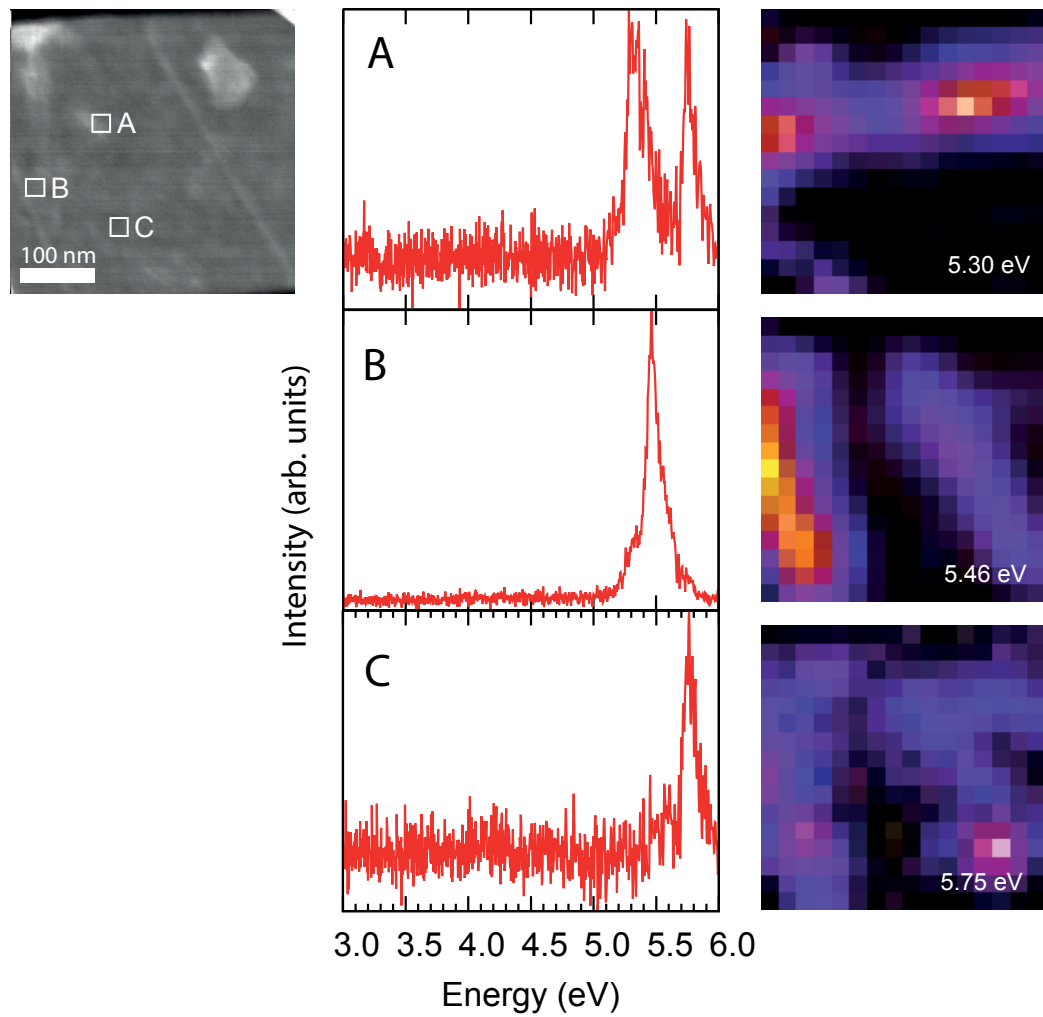 A
B
C
100 nm
A
B
C
Intensity (arb. units)
3.0 3.5 4.0 4.5 5.0 5.5 6.0
Energy (eV)
5.30 eV
5.46 eV
5.75 eV